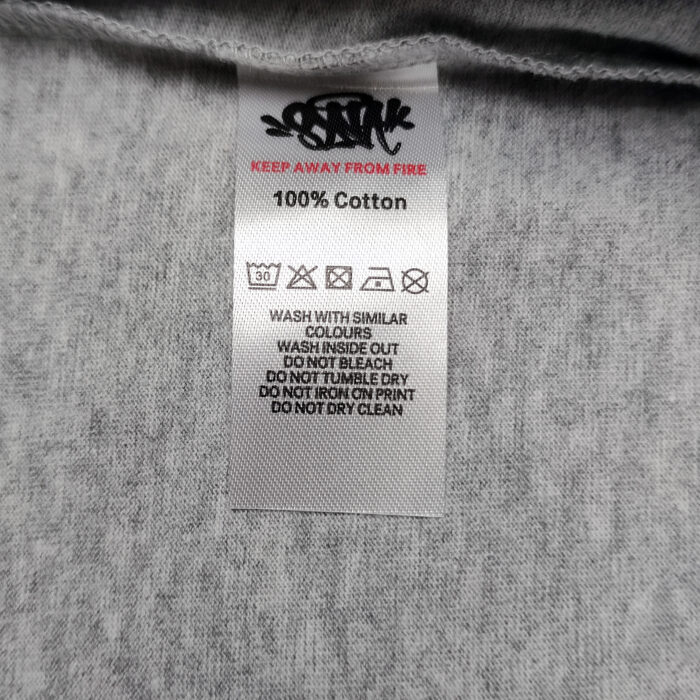 KEEP AWAY FROM FIRE
100% Cotton
30
WASH WITH SIMILAR
COLOURS
WASH INSIDE OUT
DO NOT BLEACH
DO NOT TUMBLE DRY
DO NOT IRON ON PRINT
DO NOT DRY CLEAN